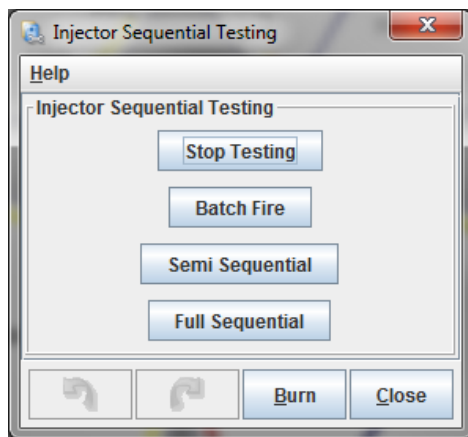 Injector Sequential Testing
Help
Injector Sequential Testing
Stop Testing
Batch Fire
Semi Sequential
Full Sequential
Burn Close